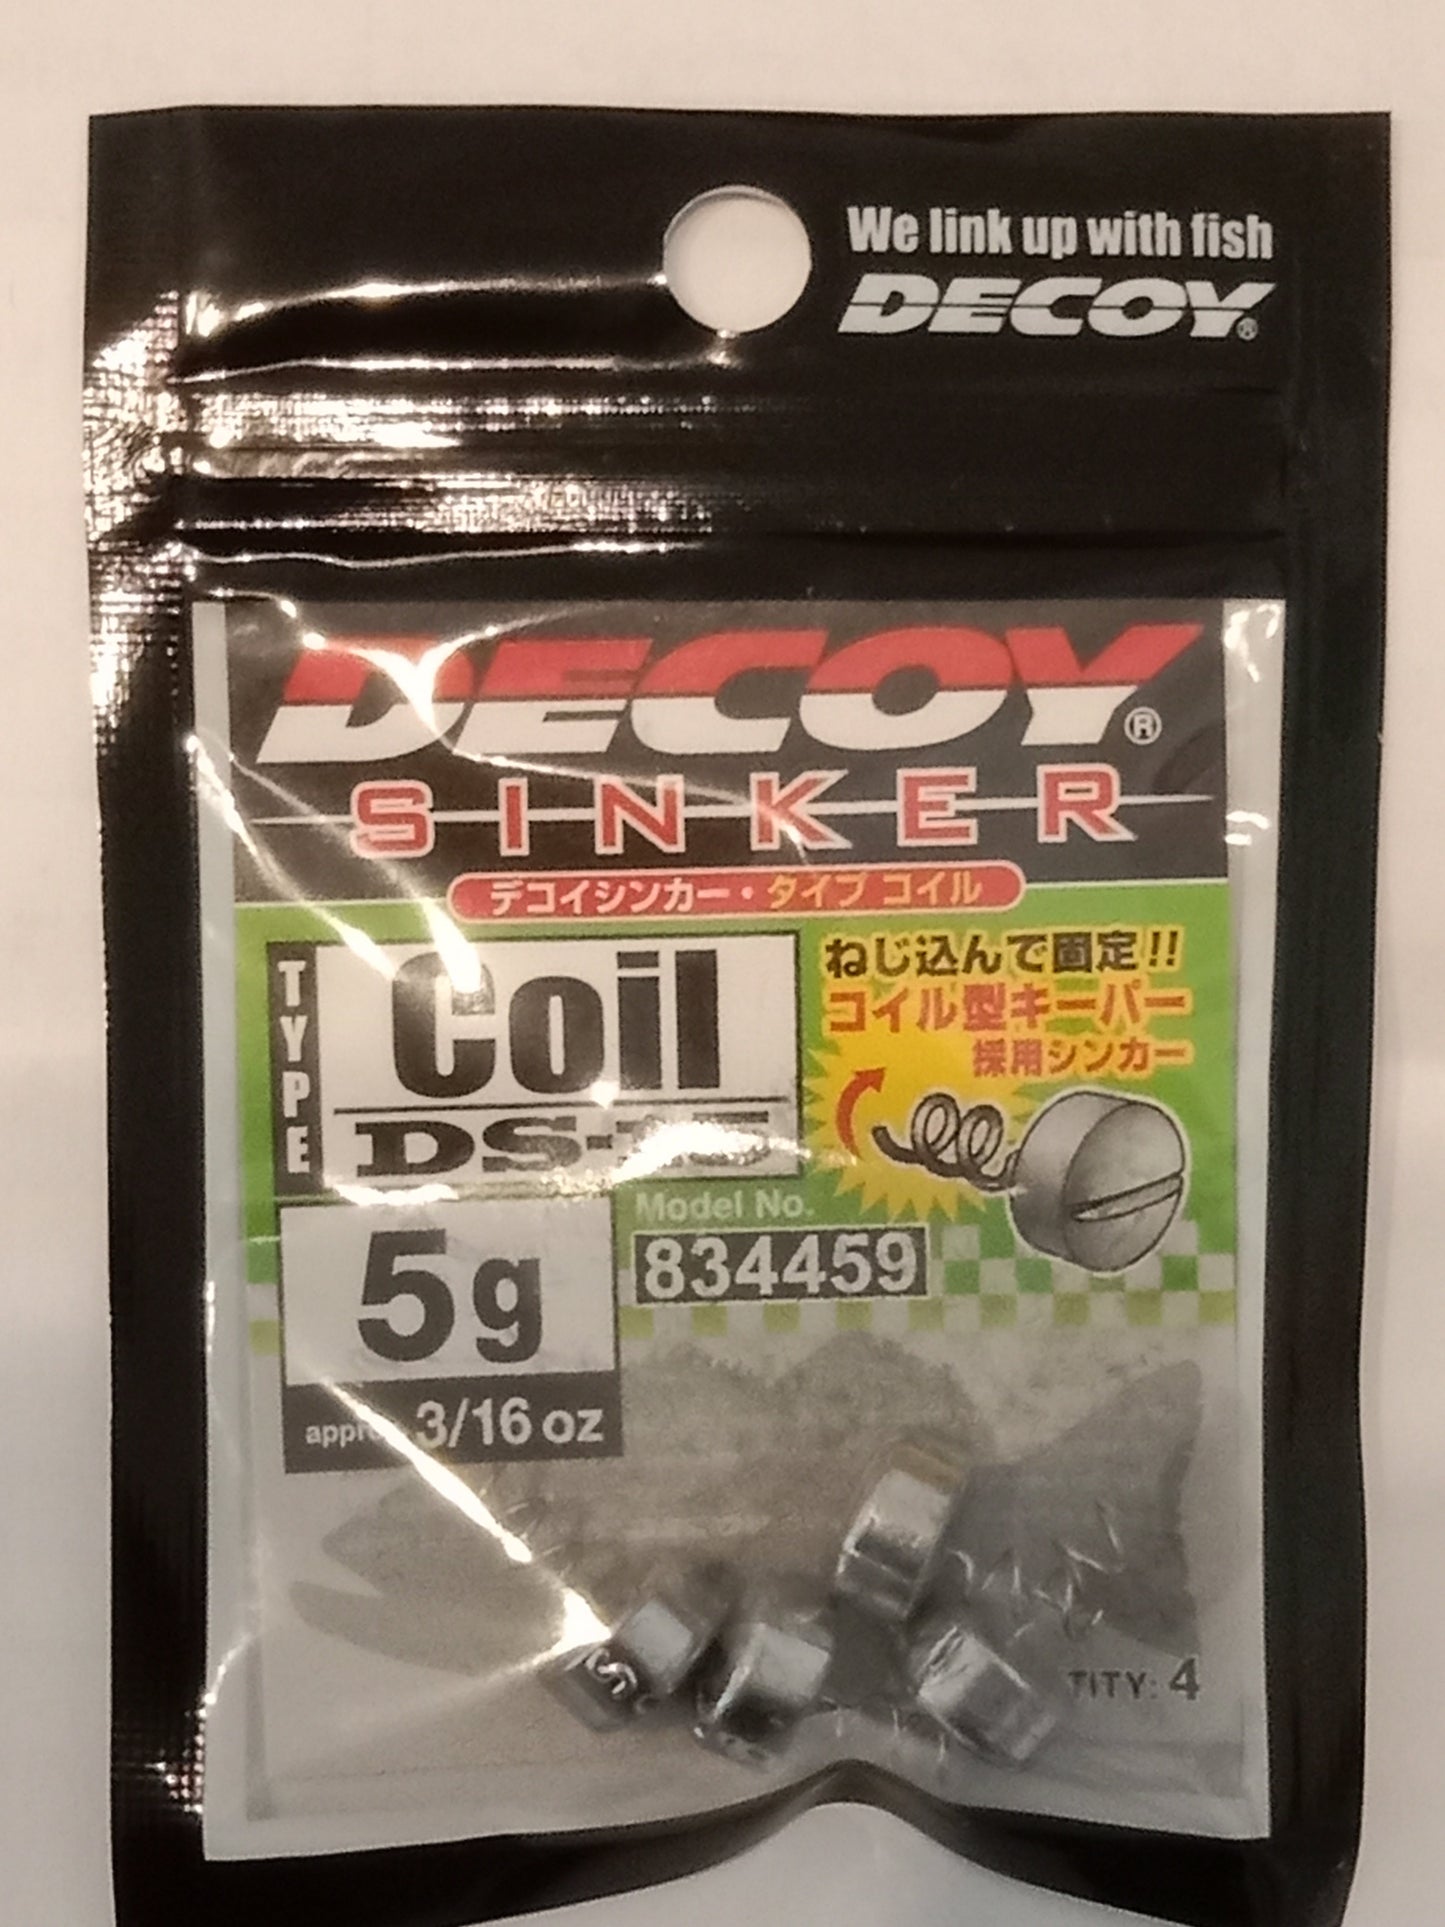 We link up with fish
DECOY®
DECOY®
SINKER
デコイシンカー・タイプ コイル
TYPE
Coil
ねじ込んで固定!!
コイル型キーパー
採用シンカー
Model No.
834459
5g
3/16 oz
TITY: 4
5